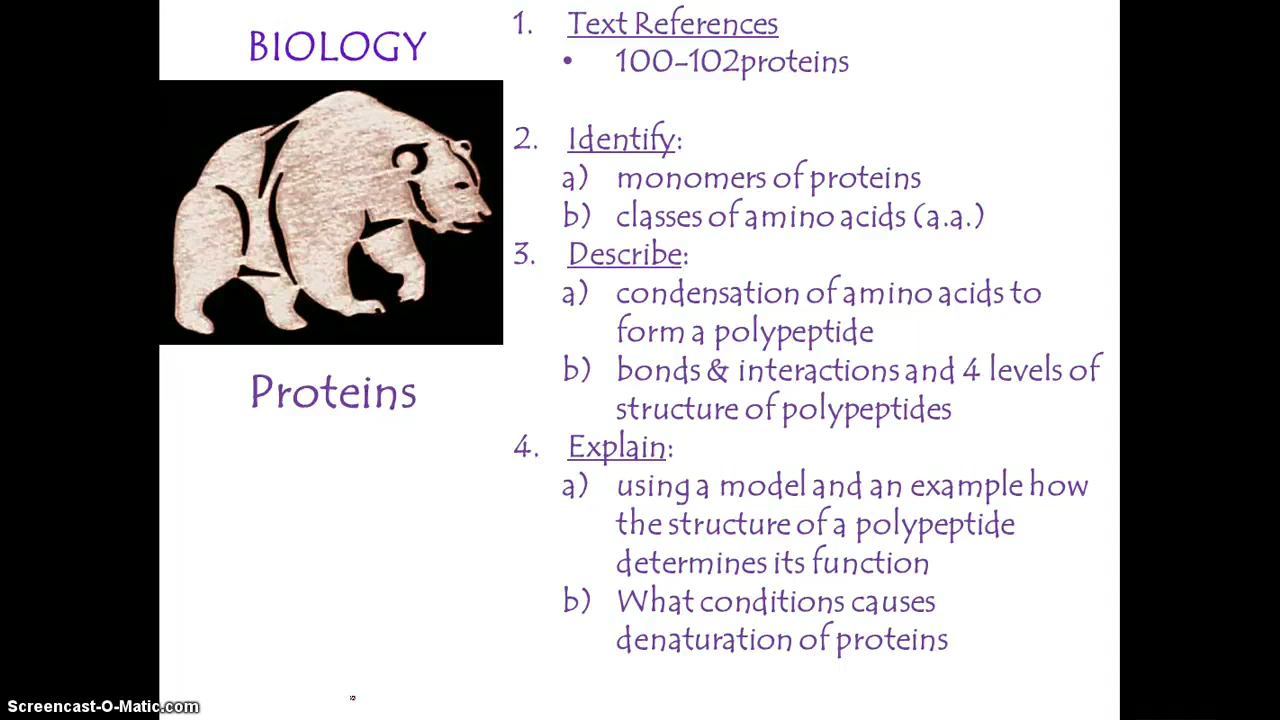 BIOLOGY
Proteins
1. Text References
• 100-102proteins
2. Identify:
a) monomers of proteins
b) classes of amino acids (a.a.)
3. Describe:
a) condensation of amino acids to
form a polypeptide
b) bonds & interactions and 4 levels of
structure of polypeptides
4. Explain:
a) using a model and an example how
the structure of a polypeptide
determines its function
b) What conditions causes
denaturation of proteins
Screencast-O-Matic.com